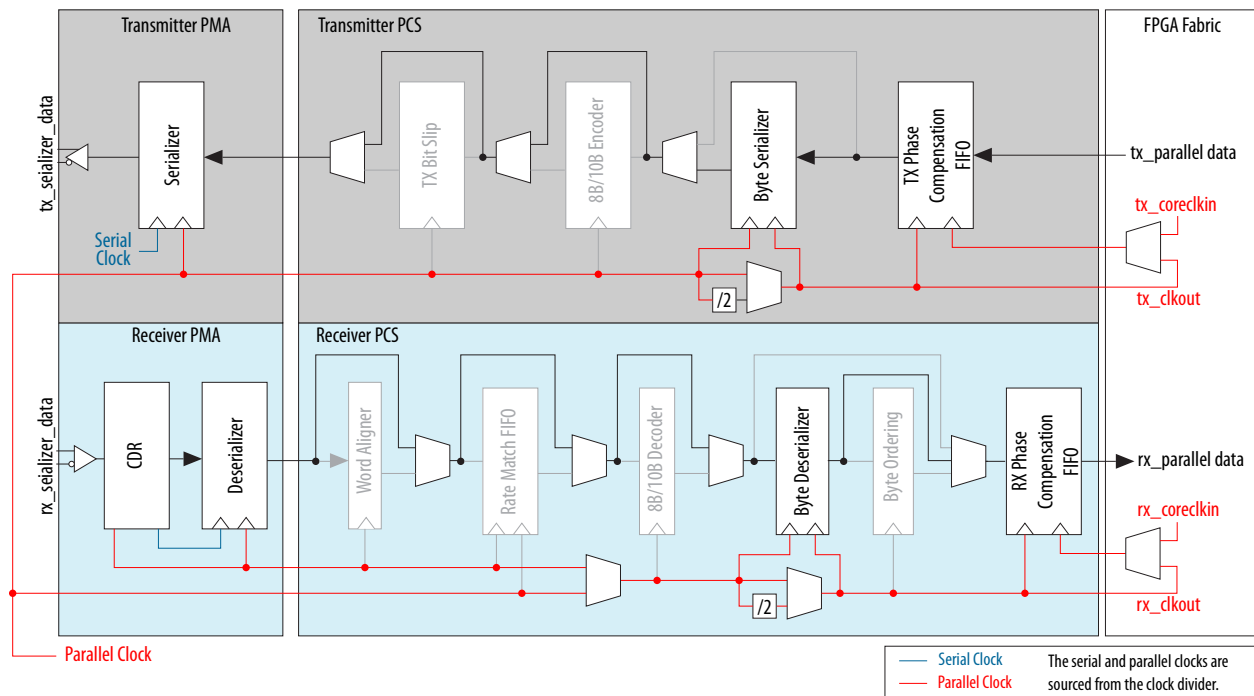 Transmitter PMA
Transmitter PCS
FPGA Fabric
tx_seializer_data
Serializer
TX Bit Slip
8B/10B Encoder
Byte Serializer
TX Phase
Compensation
FIFO
tx_parallel data
tx_coreclkin
Serial
Clock
/2
tx_clkout
Receiver PMA
Receiver PCS
rx_seializer_data
CDR
Deserializer
Word Aligner
Rate Match FIFO
8B/10B Decoder
Byte Deserializer
Byte Ordering
RX Phase
Compensation
FIFO
rx_parallel data
rx_coreclkin
/2
rx_clkout
Parallel Clock
Serial Clock
Parallel Clock
The serial and parallel clocks are
sourced from the clock divider.